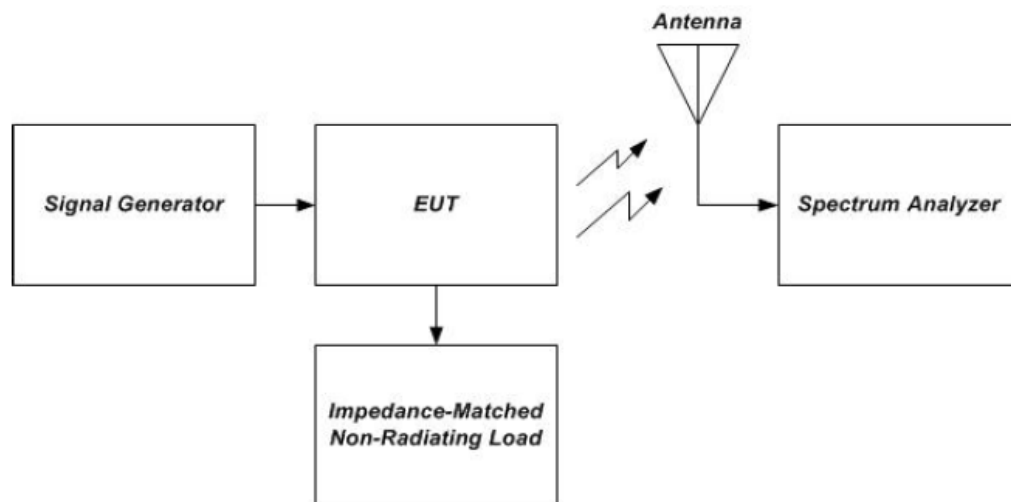 Antenna
Signal Generator
EUT
Spectrum Analyzer
Impedance-Matched
Non-Radiating Load